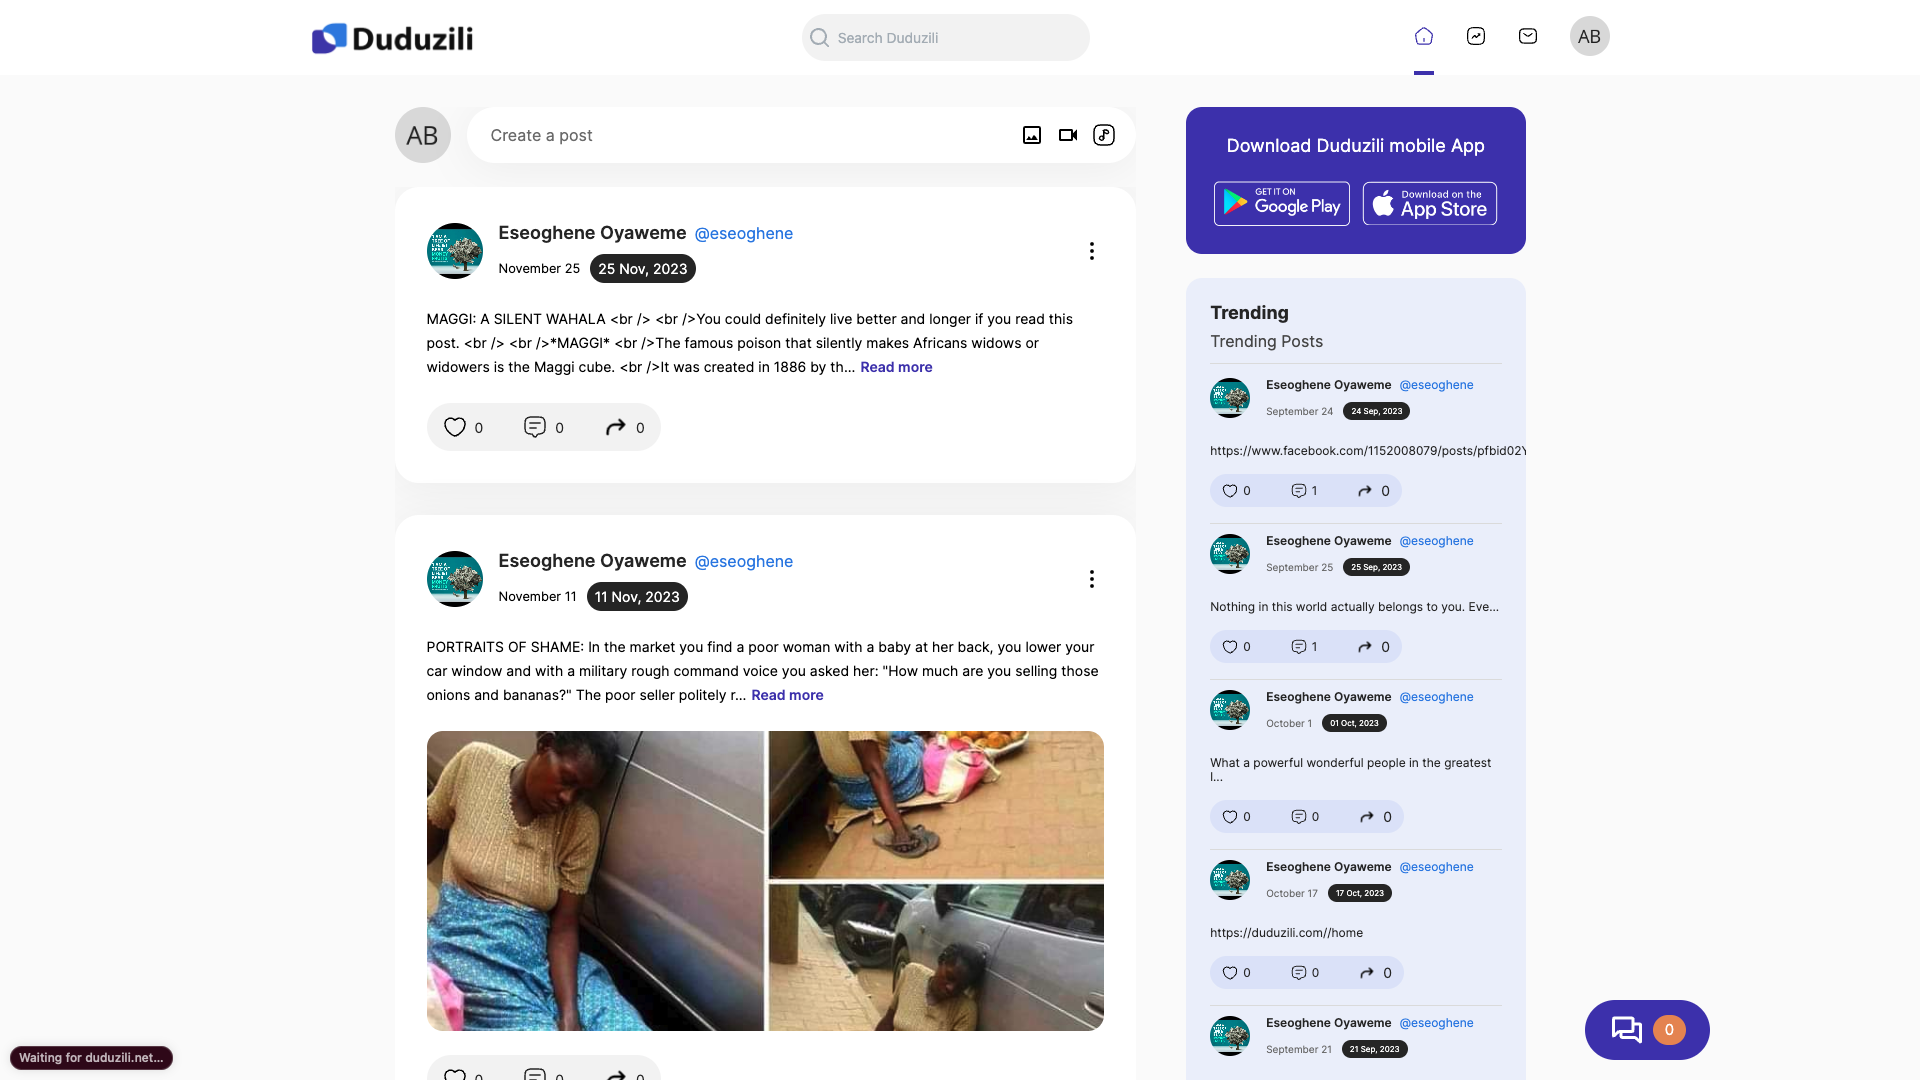 Duduzili
Search Duduzili
AB
AB
Create a post
Eseoghene Oyaweme @eseoghene
November 25 25 Nov, 2023
MAGGI: A SILENT WAHALA <br /> <br />You could definitely live better and longer if you read this
post. <br /> <br />*MAGGI* <br />The famous poison that silently makes Africans widows or
widowers is the Maggi cube. <br />It was created in 1886 by th... Read more
0 0 0
Eseoghene Oyaweme @eseoghene
November 11 11 Nov, 2023
PORTRAITS OF SHAME: In the market you find a poor woman with a baby at her back, you lower your
car window and with a military rough command voice you asked her: "How much are you selling those
onions and bananas?" The poor seller politely r... Read more
0 0 0
Download Duduzili mobile App
GET IT ON
Google Play
Download on the
App Store
Trending
Trending Posts
Eseoghene Oyaweme @eseoghene
September 24 24 Sep, 2023
https://www.facebook.com/1152008079/posts/pfbid02Y
0 1 0
Eseoghene Oyaweme @eseoghene
September 25 25 Sep, 2023
Nothing in this world actually belongs to you. Eve...
0 1 0
Eseoghene Oyaweme @eseoghene
October 1 01 Oct, 2023
What a powerful wonderful people in the greatest
l...
0 0 0
Eseoghene Oyaweme @eseoghene
October 17 17 Oct, 2023
https://duduzili.com//home
0 0 0
Eseoghene Oyaweme @eseoghene
September 21 21 Sep, 2023
0
Waiting for duduzili.net...